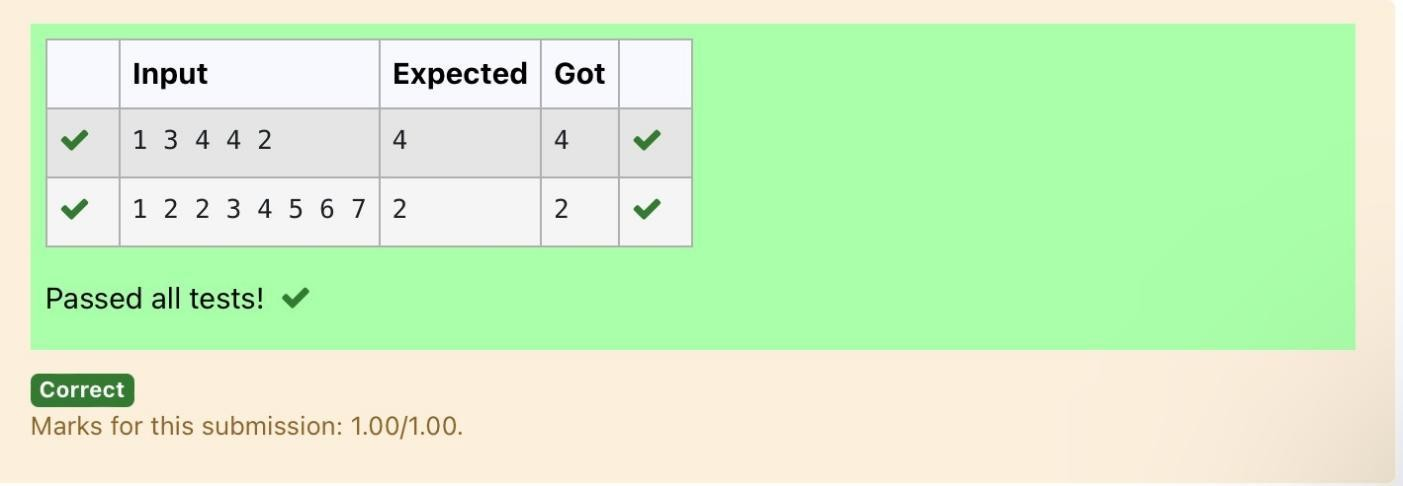 Input Expected Got
1 3 4 4 2 4 4
1 2 2 3 4 5 6 7 2 2
Passed all tests!
Correct
Marks for this submission: 1.00/1.00.